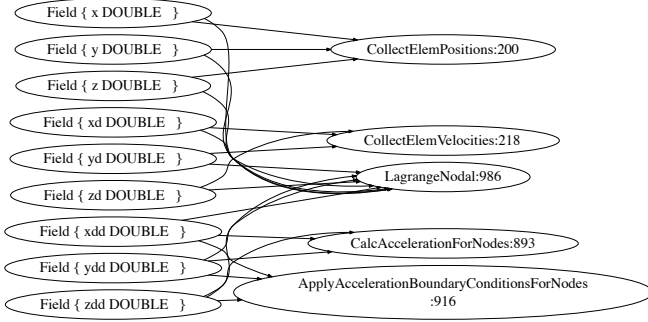 Field { x DOUBLE   }
Field { y DOUBLE   }
CollectElemPositions:200
Field { z DOUBLE   }
Field { xd DOUBLE   }
CollectElemVelocities:218
Field { yd DOUBLE   }
LagrangeNodal:986
Field { zd DOUBLE   }
Field { xdd DOUBLE   }
CalcAccelerationForNodes:893
Field { ydd DOUBLE   }
ApplyAccelerationBoundaryConditionsForNodes
:916
Field { zdd DOUBLE   }